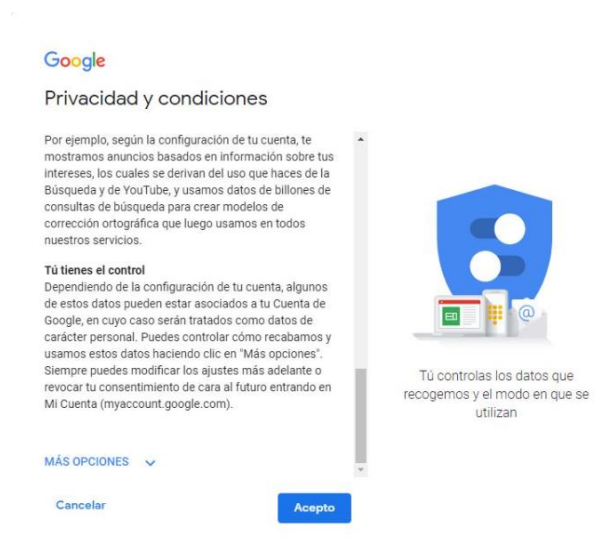 Google
Privacidad y condiciones
Por ejemplo, según la configuración de tu cuenta, te
mostramos anuncios basados en información sobre tus
intereses, los cuales se derivan del uso que haces de la
Búsqueda y de YouTube, y usamos datos de billones de
consultas de búsqueda para crear modelos de
corrección ortográfica que luego usamos en todos
nuestros servicios.
Tú tienes el control
Dependiendo de la configuración de tu cuenta, algunos
de estos datos pueden estar asociados a tu Cuenta de
Google, en cuyo caso serán tratados como datos de
carácter personal. Puedes controlar cómo recabamos y
usamos estos datos haciendo clic en "Más opciones".
Siempre puedes modificar los ajustes más adelante o
revocar tu consentimiento de cara al futuro entrando en
Mi Cuenta (myaccount.google.com).
MÁS OPCIONES
Cancelar
Acepto
@
Tú controlas los datos que
recogemos y el modo en que se
utilizan